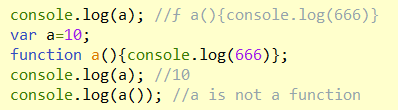 console.log(a); //ƒ a(){console.log(666)}
var a=10;
function a(){console.log(666)};
console.log(a); //10
console.log(a()); //a is not a function